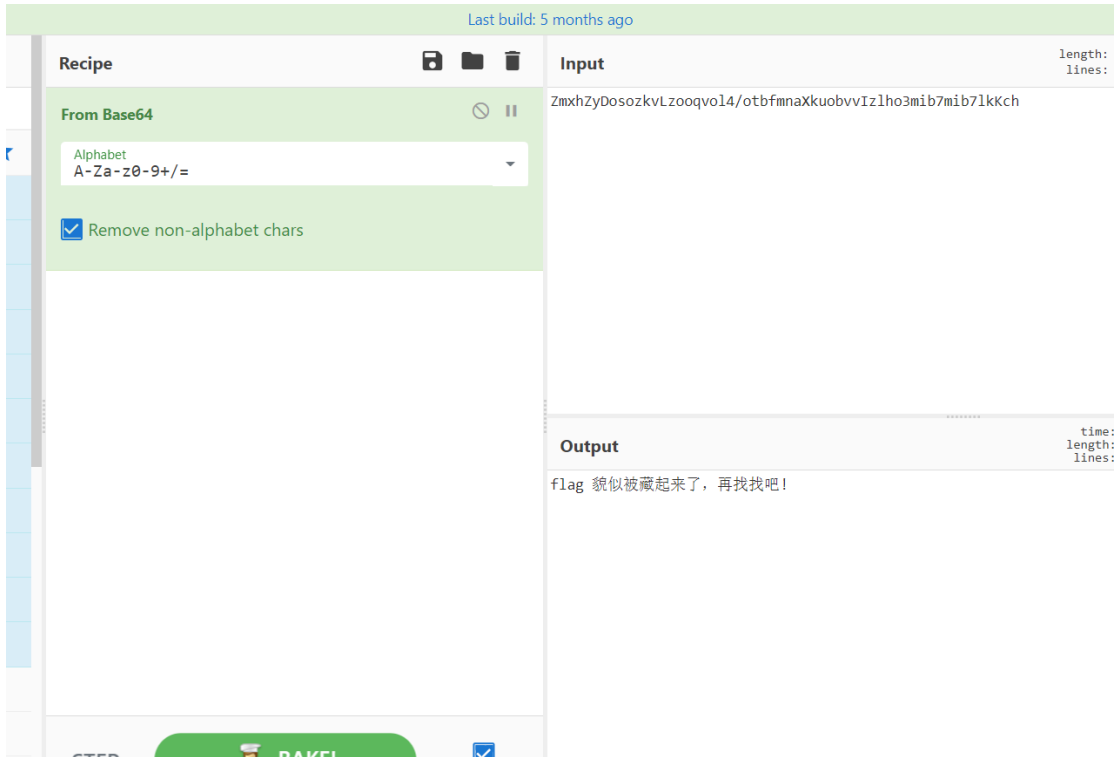 Last build: 5 months ago
Recipe
Input
length:
lines:
From Base64
ZmxhZyDosozkvLzooqvol4/otbfmnaXkuobvvIzlho3mib7mib7lkKch
Alphabet
A-Za-z0-9+/=
Remove non-alphabet chars
Output
time:
length:
lines:
flag 貌似被藏起来了，再找找吧!
STEP
BAKE!